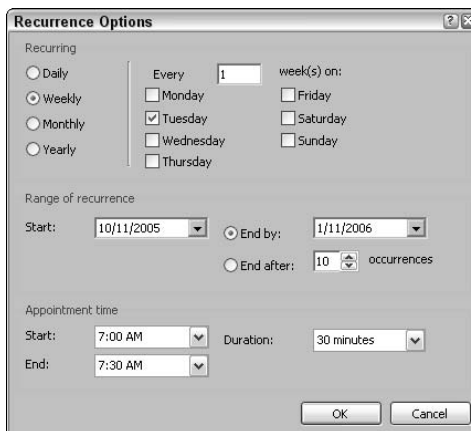 Recurrence Options
Recurring
Daily
Weekly
Monthly
Yearly
Every 1 week(s) on:
Monday Friday
Tuesday Saturday
Wednesday Sunday
Thursday
Range of recurrence
Start: 10/11/2005 End by: 1/11/2006
End after: 10 occurrences
Appointment time
Start: 7:00 AM Duration: 30 minutes
End: 7:30 AM
OK Cancel